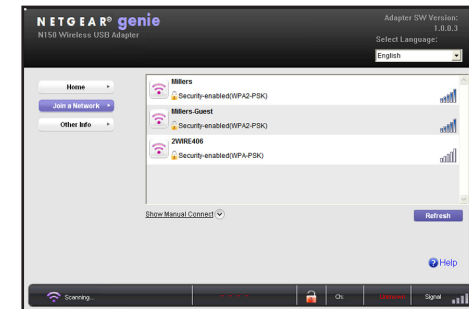 NETGEAR® genie
N150 Wireless USB Adapter
Adapter SW Version:
1.0.0.3
Select Language:
English
Home
Join a Network
Other Info
Millers
Security-enabled(WPA2-PSK)
Millers-Guest
Security-enabled(WPA2-PSK)
2WIRE406
Security-enabled(WPA-PSK)
Show Manual Connect
Refresh
Help
Scanning...
Ch:
Unknown
Signal